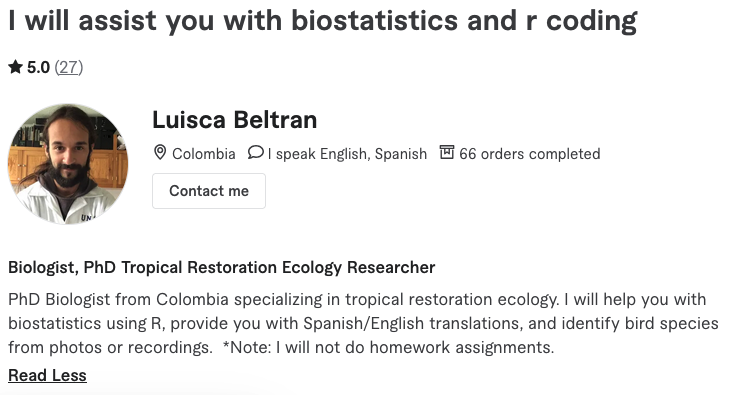 I will assist you with biostatistics and r coding
5.0 (27)
Luisca Beltran
Colombia I speak English, Spanish 66 orders completed
Contact me
Biologist, PhD Tropical Restoration Ecology Researcher
PhD Biologist from Colombia specializing in tropical restoration ecology. I will help you with
biostatistics using R, provide you with Spanish/English translations, and identify bird species
from photos or recordings. *Note: I will not do homework assignments.
Read Less